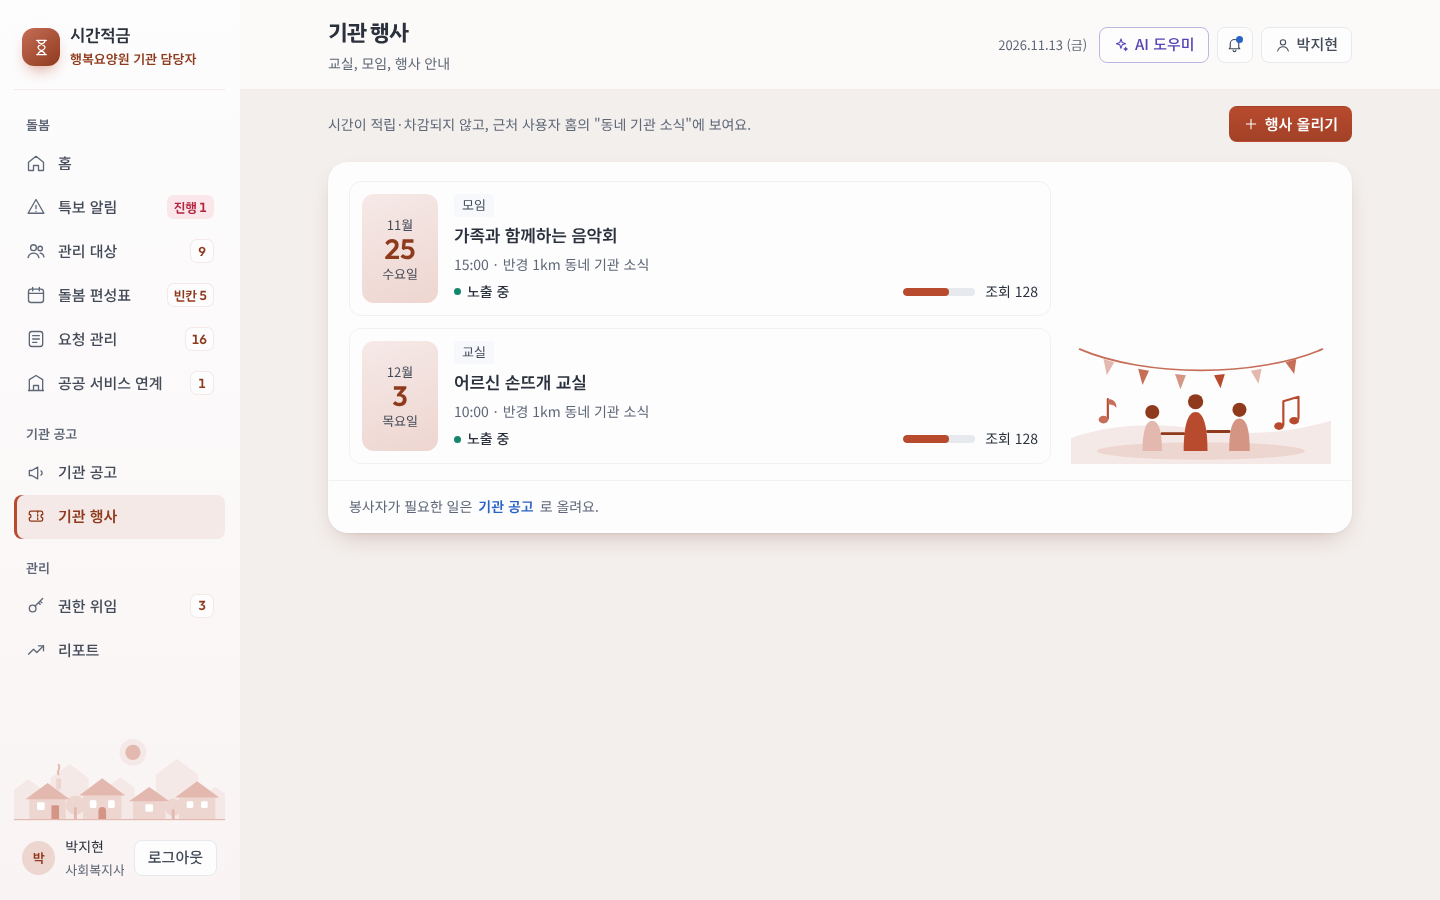 시간적금
행복요양원 기관 담당자
돌봄
홈
특보 알림 진행 1
관리 대상 9
돌봄 편성표 빈칸 5
요청 관리 16
공공 서비스 연계 1
기관 공고
기관 공고
기관 행사
관리
권한 위임 3
리포트
박
박지현
사회복지사
로그아웃
기관 행사
교실, 모임, 행사 안내
2026.11.13 (금)
AI 도우미
박지현
시간이 적립·차감되지 않고, 근처 사용자 홈의 "동네 기관 소식"에 보여요.
행사 올리기
11월
25
수요일
모임
가족과 함께하는 음악회
15:00 · 반경 1km 동네 기관 소식
노출 중
조회 128
12월
3
목요일
교실
어르신 손뜨개 교실
10:00 · 반경 1km 동네 기관 소식
노출 중
조회 128
봉사자가 필요한 일은 기관 공고 로 올려요.